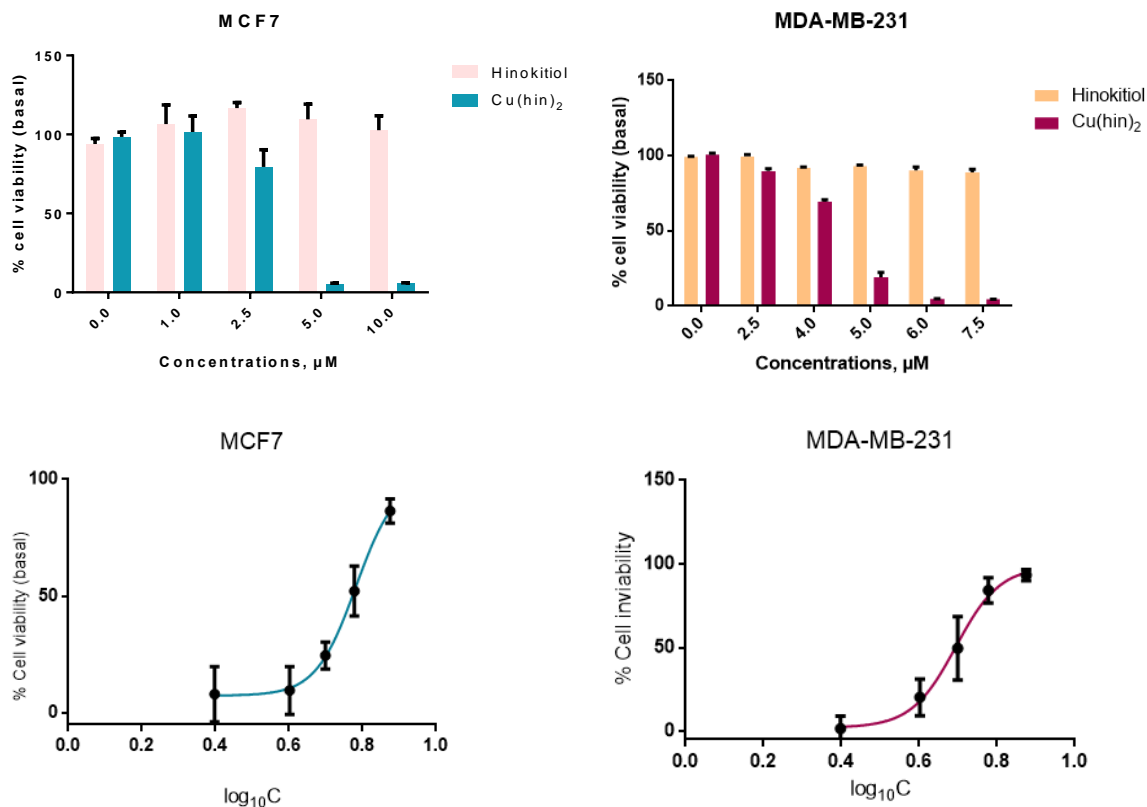 MCF7
% cell viability (basal)
150
100
50
0
0.0
1.0
2.5
5.0
10.0
Concentrations, µM
Hinokitiol
Cu(hin)₂
MDA-MB-231
% cell viability (basal)
150
100
50
0
0.0
2.5
4.0
5.0
6.0
7.5
Concentrations, µM
Hinokitiol
Cu(hin)₂
MCF7
% Cell viability (basal)
100
50
0
0.0
0.2
0.4
0.6
0.8
1.0
log₁₀C
MDA-MB-231
% Cell inviability
150
100
50
0
0.0
0.2
0.4
0.6
0.8
1.0
log₁₀C